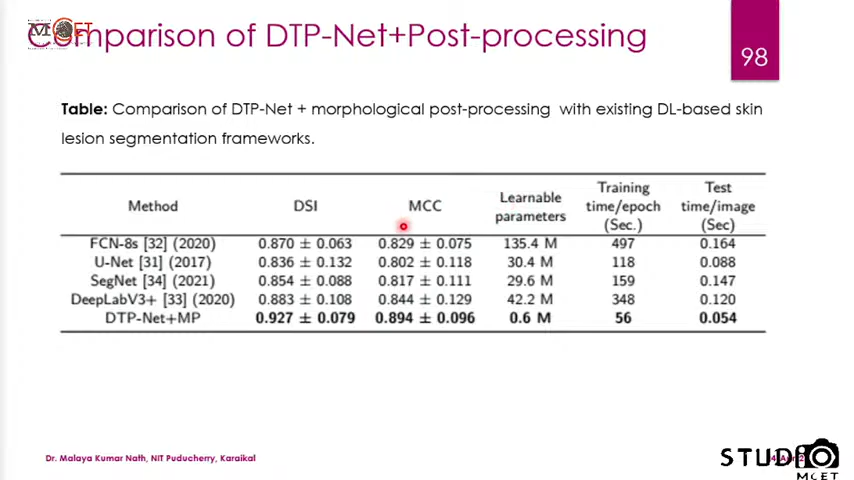 Comparison of DTP-Net+Post-processing
98
Table: Comparison of DTP-Net + morphological post-processing with existing DL-based skin
lesion segmentation frameworks.
Method DSI MCC Learnable parameters Training time/epoch (Sec.) Test time/image (Sec)
FCN-8s [32] (2020) 0.870 ± 0.063 0.829 ± 0.075 135.4 M 497 0.164
U-Net [31] (2017) 0.836 ± 0.132 0.802 ± 0.118 30.4 M 118 0.088
SegNet [34] (2021) 0.854 ± 0.088 0.817 ± 0.111 29.6 M 159 0.147
DeepLabV3+ [33] (2020) 0.883 ± 0.108 0.844 ± 0.129 42.2 M 348 0.120
DTP-Net+MP 0.927 ± 0.079 0.894 ± 0.096 0.6 M 56 0.054
Dr. Malaya Kumar Nath, NIT Puducherry, Karaikal
STUDIO
MCET